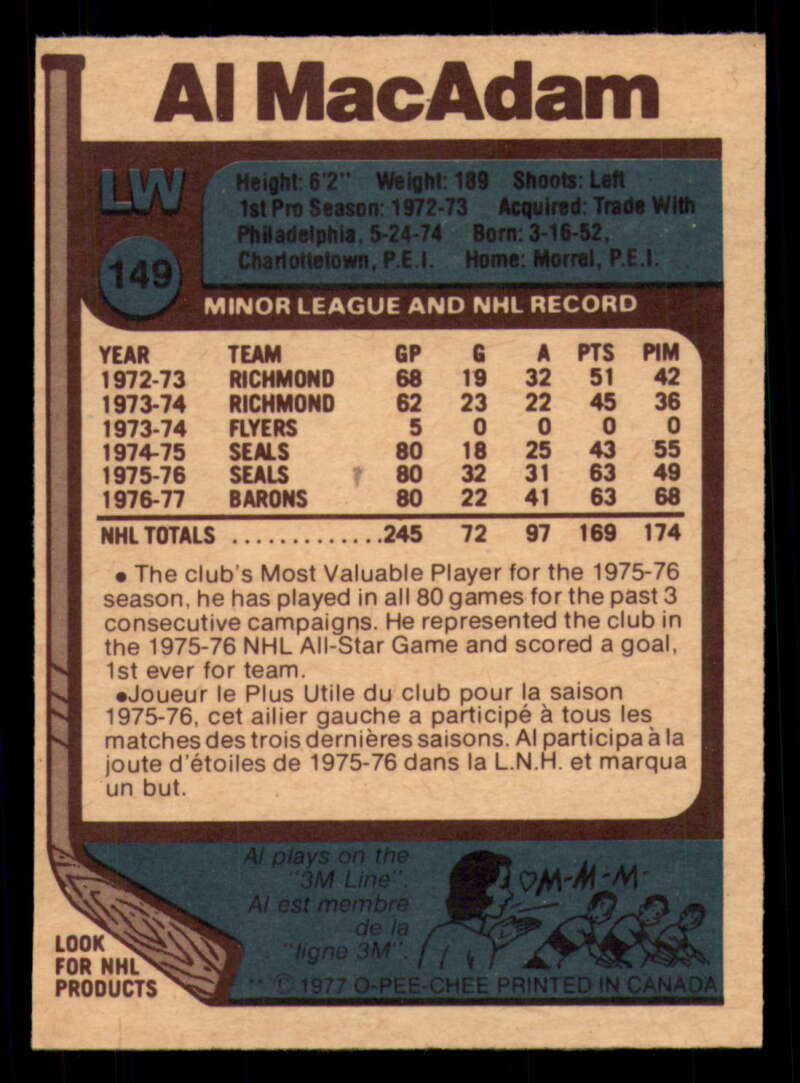 Al MacAdam
LW
Height: 6'2" Weight: 189 Shoots: Left
1st Pro Season: 1972-73 Acquired: Trade With
Philadelphia, 5-24-74 Born: 3-16-52,
Charlottetown, P.E.I. Home: Morral, P.E.I.
149
MINOR LEAGUE AND NHL RECORD
YEAR TEAM GP G A PTS PIM
1972-73 RICHMOND 68 19 32 51 42
1973-74 RICHMOND 62 23 22 45 36
1973-74 FLYERS 5 0 0 0 0
1974-75 SEALS 80 18 25 43 55
1975-76 SEALS 80 32 31 63 49
1976-77 BARONS 80 22 41 63 68
NHL TOTALS .............245 72 97 169 174
• The club's Most Valuable Player for the 1975-76
season, he has played in all 80 games for the past 3
consecutive campaigns. He represented the club in
the 1975-76 NHL All-Star Game and scored a goal,
1st ever for team.
•Joueur le Plus Utile du club pour la saison
1975-76, cet ailier gauche a participé à tous les
matches des trois dernières saisons. Al participa à la
joute d'étoiles de 1975-76 dans la L.N.H. et marqua
un but.
Al plays on the
"3M Line".
Al est membre
de la
"ligne 3M".
♡M-M-M
LOOK
FOR NHL
PRODUCTS
** © 1977 O-PEE-CHEE PRINTED IN CANADA